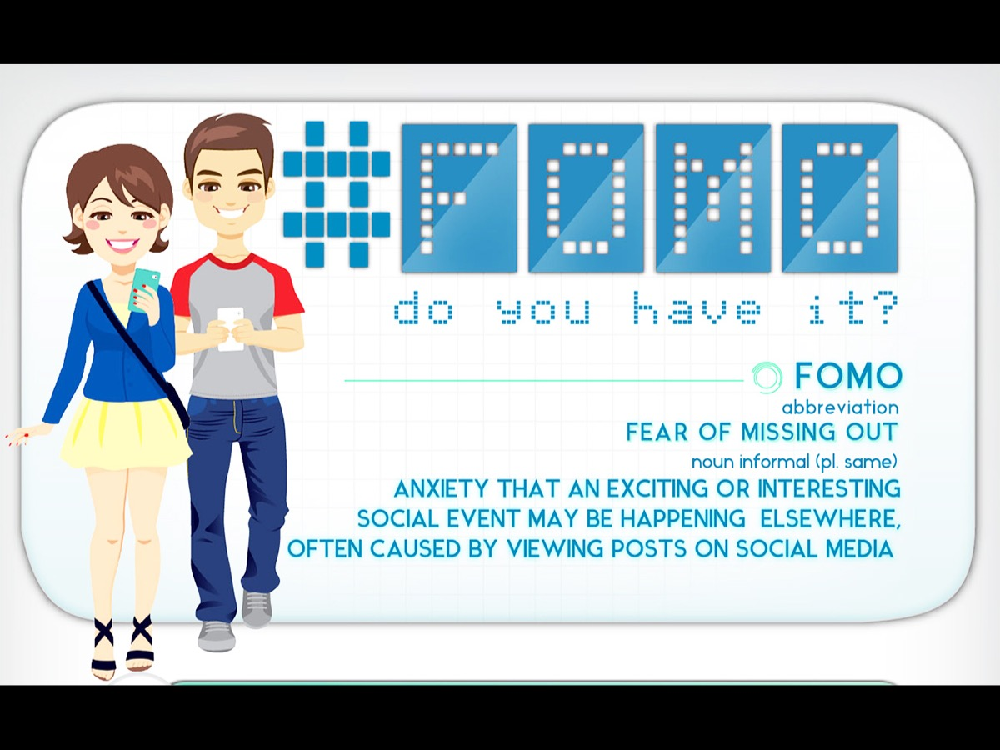 #FOMO
do you have it?
FOMO
abbreviation
FEAR OF MISSING OUT
noun informal (pl. same)
ANXIETY THAT AN EXCITING OR INTERESTING
SOCIAL EVENT MAY BE HAPPENING ELSEWHERE,
OFTEN CAUSED BY VIEWING POSTS ON SOCIAL MEDIA